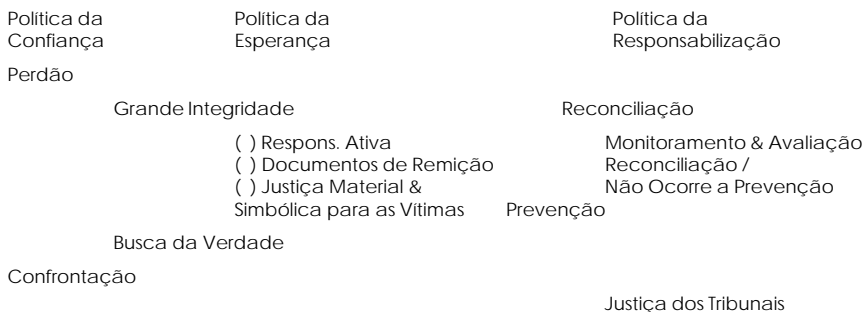 Política da Política da Política da
Confiança Esperança Responsabilização
Perdão
Grande Integridade Reconciliação
( ) Respons. Ativa Monitoramento & Avaliação
( ) Documentos de Remição Reconciliação /
( ) Justiça Material & Não Ocorre a Prevenção
Simbólica para as Vítimas Prevenção
Busca da Verdade
Confrontação
Justiça dos Tribunais